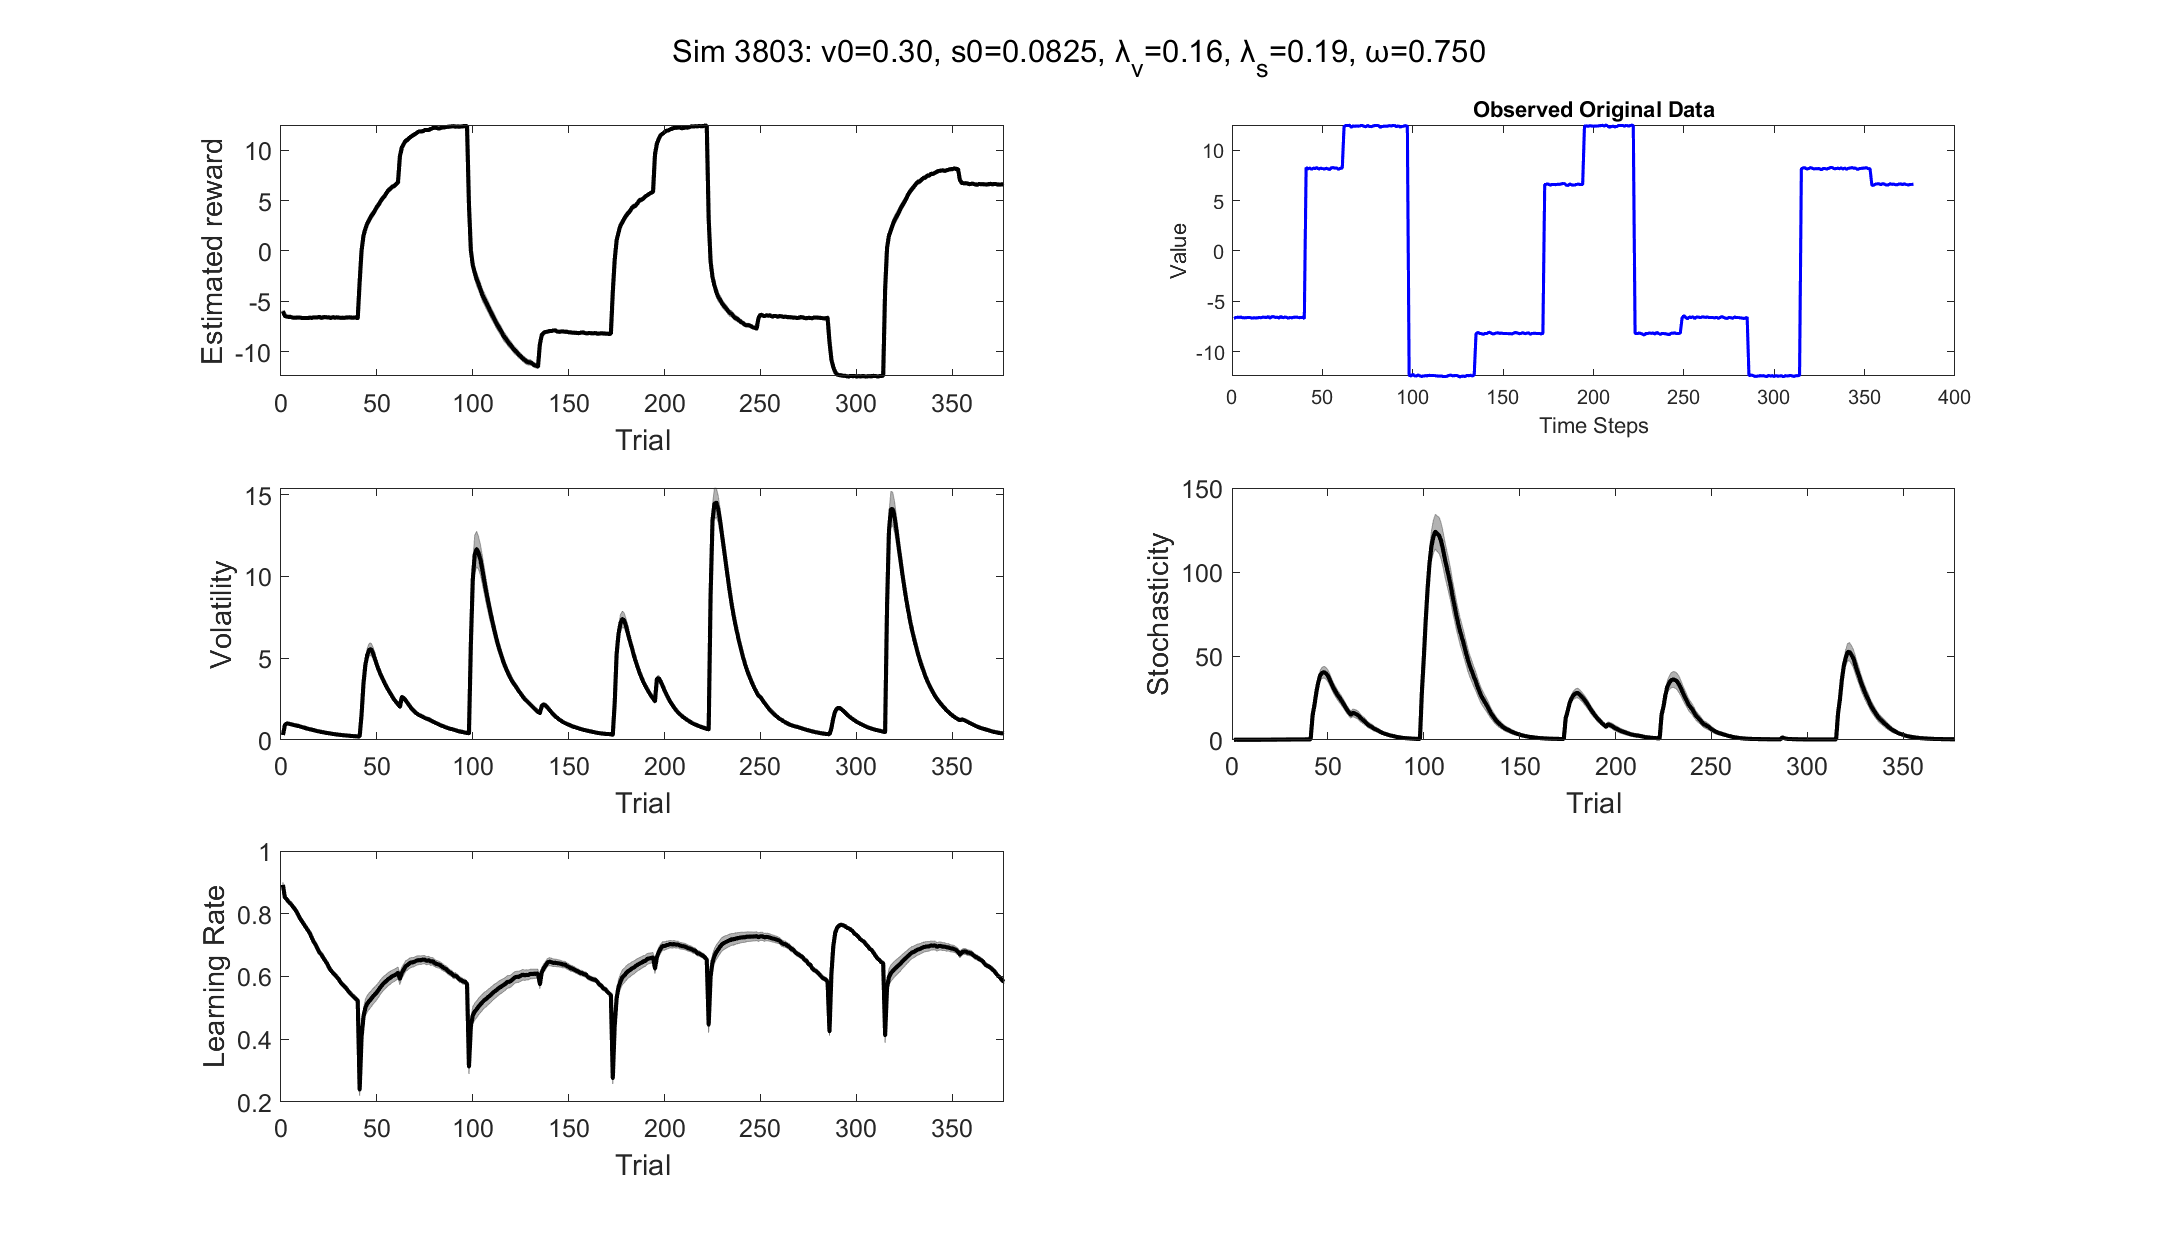 Sim 3803: v0=0.30, s0=0.0825, λv=0.16, λs=0.19, ω=0.750
Estimated reward
10
5
0
-5
-10
0 50 100 150 200 250 300 350
Trial
Observed Original Data
Value
10
5
0
-5
-10
0 50 100 150 200 250 300 350 400
Time Steps
Volatility
15
10
5
0
0 50 100 150 200 250 300 350
Trial
Stochasticity
150
100
50
0
0 50 100 150 200 250 300 350
Trial
Learning Rate
1
0.8
0.6
0.4
0.2
0 50 100 150 200 250 300 350
Trial